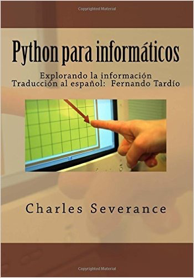 Python para informáticos
Explorando la información
Traducción al español: Fernando Tardío
Charles Severance